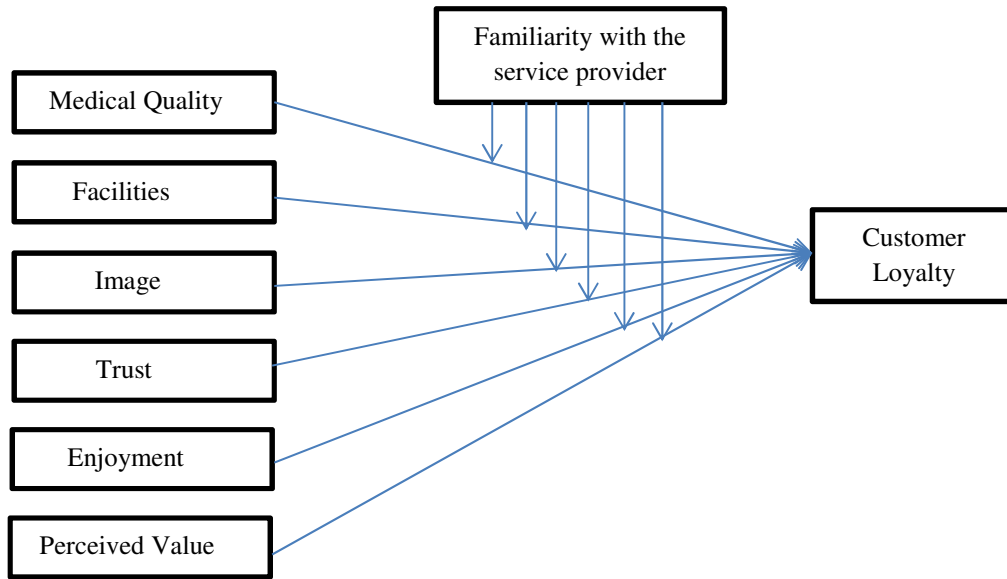 Familiarity with the
service provider
Medical Quality
Facilities
Image
Trust
Enjoyment
Perceived Value
Customer
Loyalty